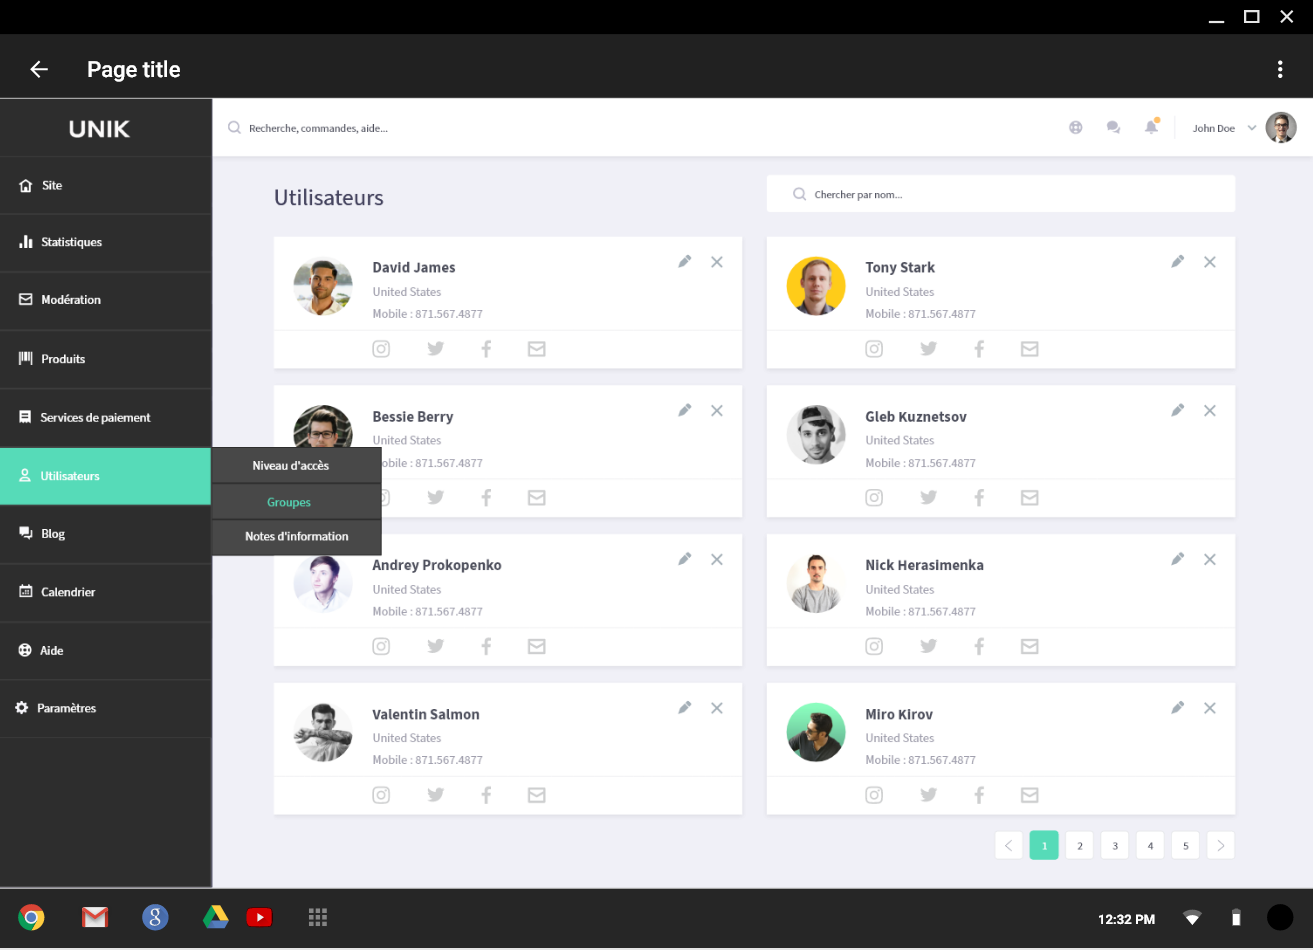 Page title
UNIK
Recherche, commandes, aide...
John Doe
Site
Statistiques
Modération
Produits
Services de paiement
Utilisateurs
Niveau d'accès
Groupes
Notes d'information
Blog
Calendrier
Aide
Paramètres
Utilisateurs
Chercher par nom...
David James
United States
Mobile : 871.567.4877
Tony Stark
United States
Mobile : 871.567.4877
Bessie Berry
United States
obile : 871.567.4877
Gleb Kuznetsov
United States
Mobile : 871.567.4877
Andrey Prokopenko
United States
Mobile : 871.567.4877
Nick Herasimenka
United States
Mobile : 871.567.4877
Valentin Salmon
United States
Mobile : 871.567.4877
Miro Kirov
United States
Mobile : 871.567.4877
1 2 3 4 5
12:32 PM